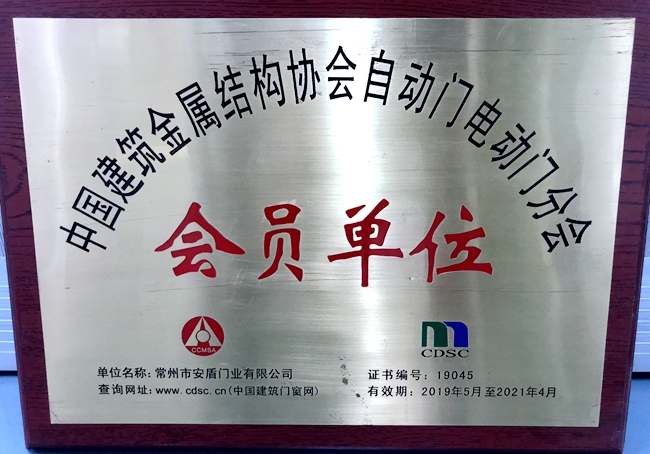 中国建筑金属结构协会自动门电动门分会
会员单位
CCMSA
CDSC
单位名称：常州市安盾门业有限公司
查询网址：www.cdsc.cn(中国建筑门窗网)
证书编号：19045
有效期：2019年5月至2021年4月